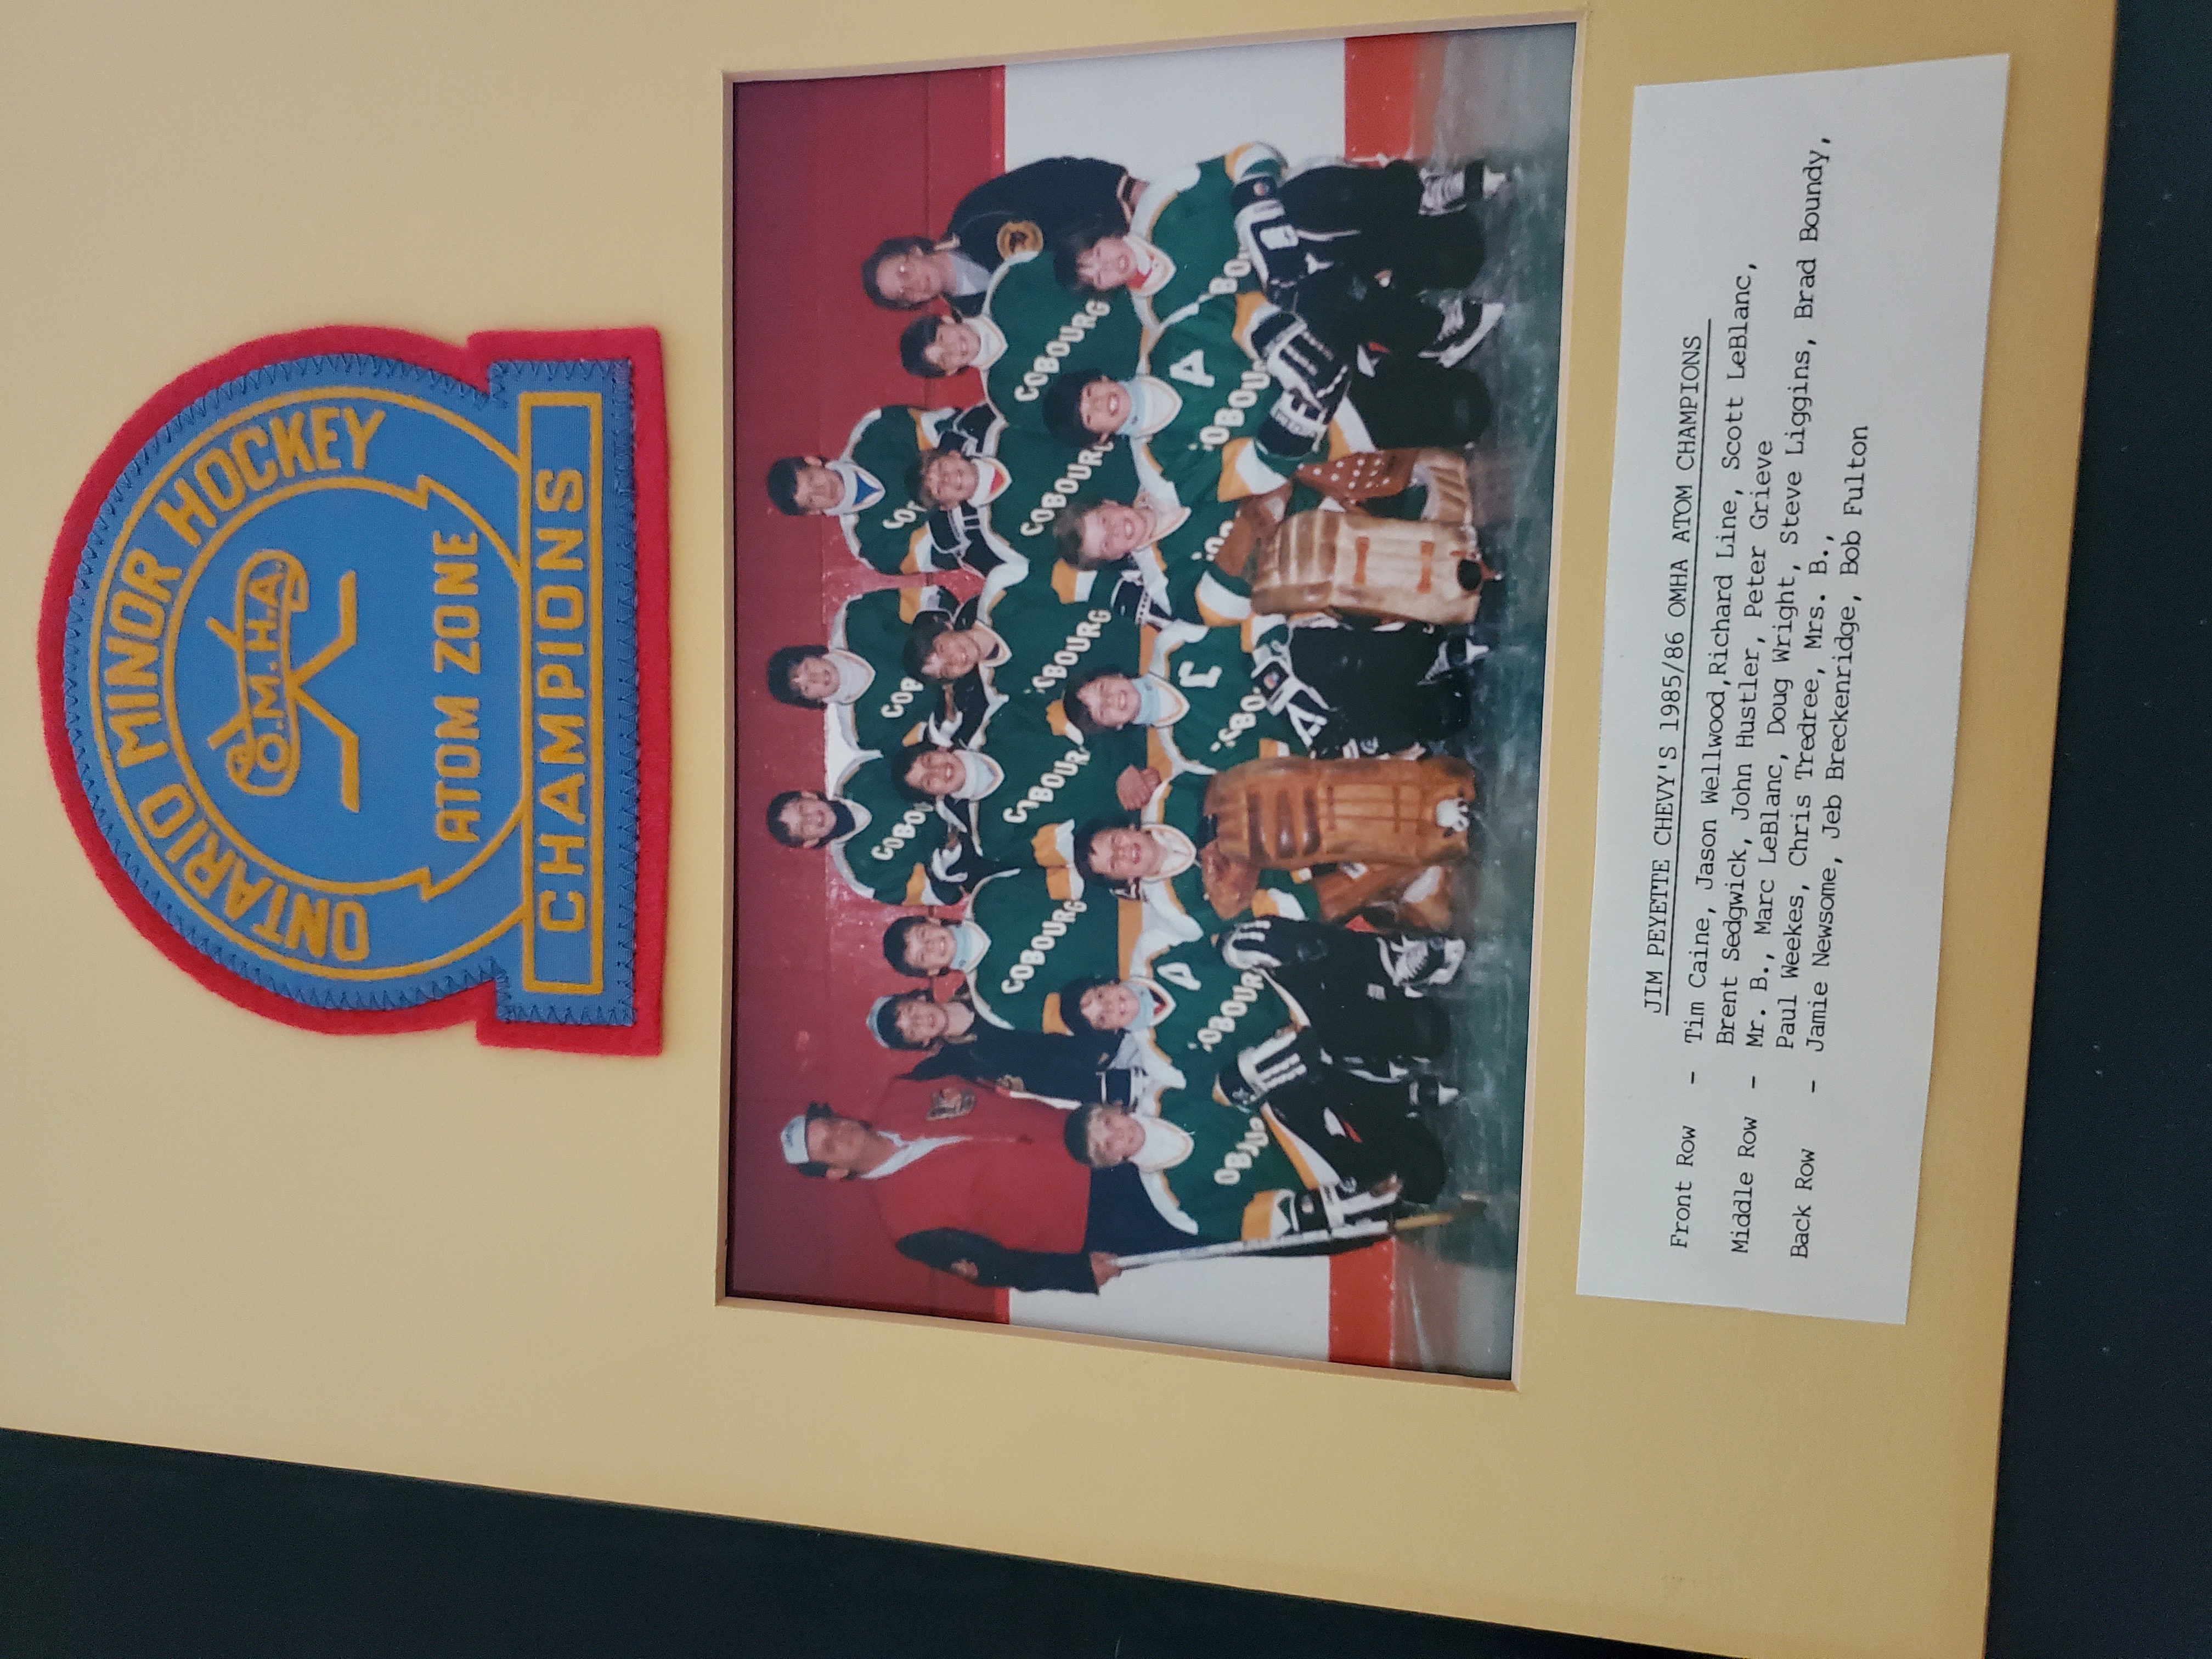 ONTARIO MINOR HOCKEY
O.M.H.A.
ATOM ZONE
CHAMPIONS
COBOURG
COBOURG
COBOURG
A
C
A
JIM PEYETTE CHEVY'S 1985/86 OMHA ATOM CHAMPIONS
Front Row - Tim Caine, Jason Wellwood,Richard Line, Scott LeBlanc,
Brent Sedgwick, John Hustler, Peter Grieve
Middle Row - Mr. B., Marc LeBlanc, Doug Wright, Steve Liggins, Brad Boundy,
Paul Weekes, Chris Tredree, Mrs. B.,
Back Row - Jamie Newsome, Jeb Breckenridge, Bob Fulton